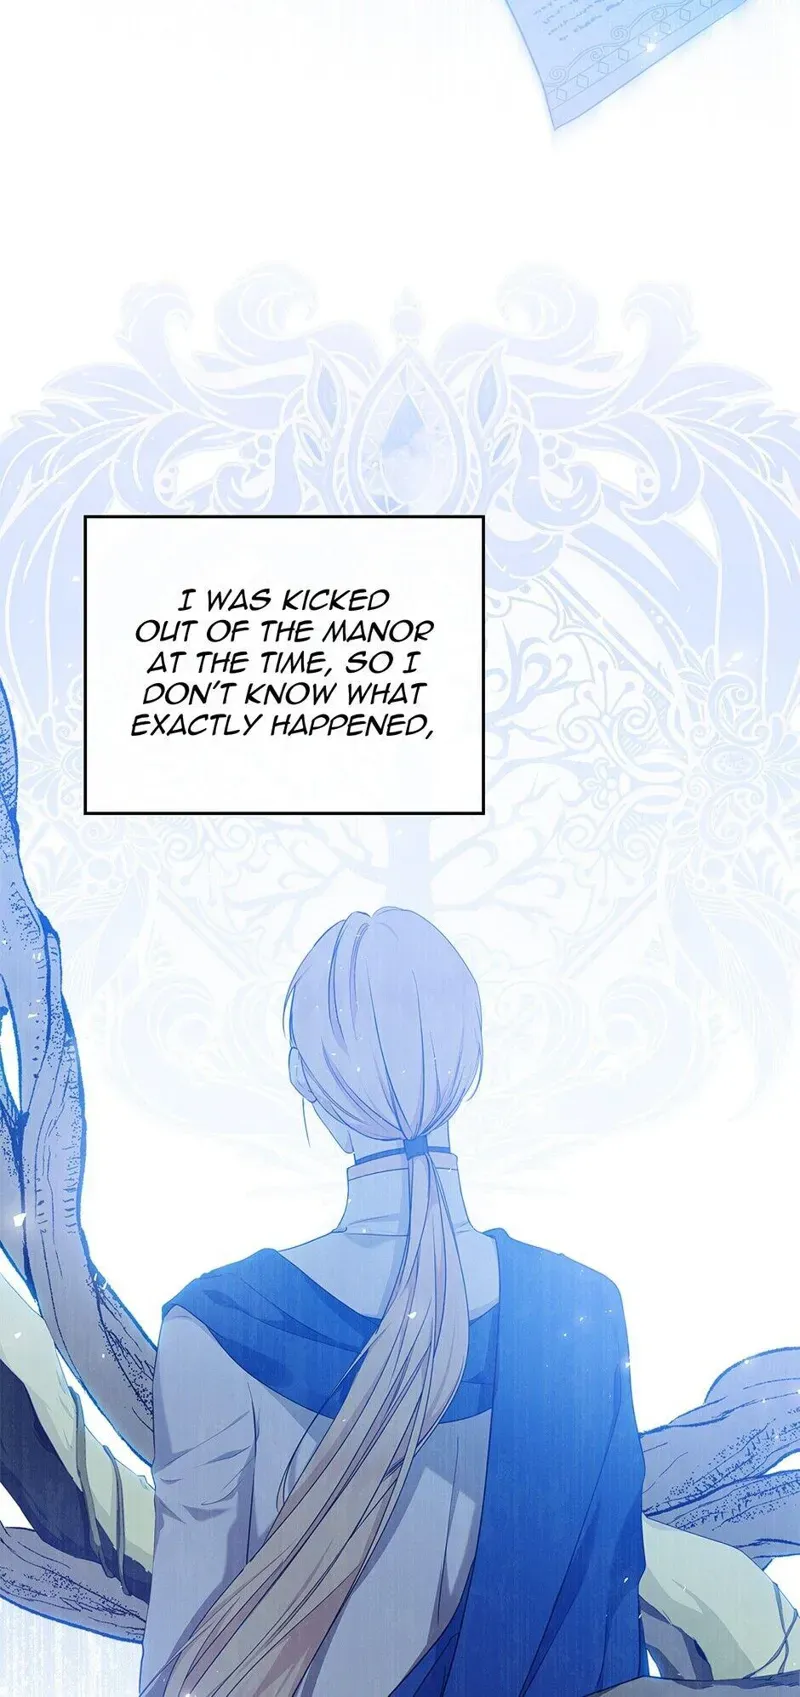 I WAS KICKED
OUT OF THE MANOR
AT THE TIME, SO I
DON'T KNOW WHAT
EXACTLY HAPPENED,